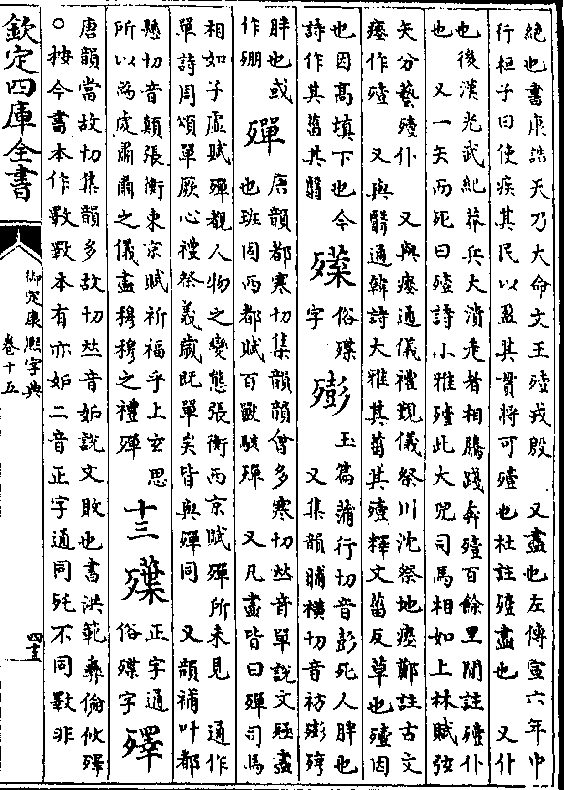 絶也書康誥天乃大命文王殪戎殷　又盡也左傳宣六年中
行桓子曰使疾其民以盈其貫將可殪也杜註殪盡也　又仆
也後漢光武紀莽兵大潰走者相騰踐奔殪百餘里閒註殪仆
也　又一矢而死曰殪詩小雅殪此大兕司馬相如上林賦弦
矢分藝殪仆　又與瘞通儀禮覲儀祭川沈祭地瘞鄭註古文
瘞作殪　又與翳通韓詩大雅其菑其殪釋文菑反草也殪因
也因高填下也今
詩作其菑其翳
㱹
俗殜
字
㱶
玉篇蒲行切音彭死人胮也
又集韻晡橫切音祊㱶㱢
胮也或
作㱢
殫
唐韻都寒切集韻韻會多寒切𠀤音單說文殛盡
也班固西都賦百獸駭殫　又凡盡皆曰殫司馬
相如子虛賦殫覩人物之變態張衡西京賦殫所未見　通作
單詩周頌單厥心禮祭義歲既單矣皆與殫同　又韻補叶都
懸切音顛張衡東京賦祈福乎上玄思
所以爲虔肅肅之儀盡穆穆之禮殫
十三
正字通
俗殜字
殬
唐韻當故切集韻多故切𠀤音妒說文敗也書洪範彝倫攸殬
○按今書本作斁斁本有亦妒二音正字通同殀不同斁非
欽定四庫全書
御定康熙字典
卷十五
四十五